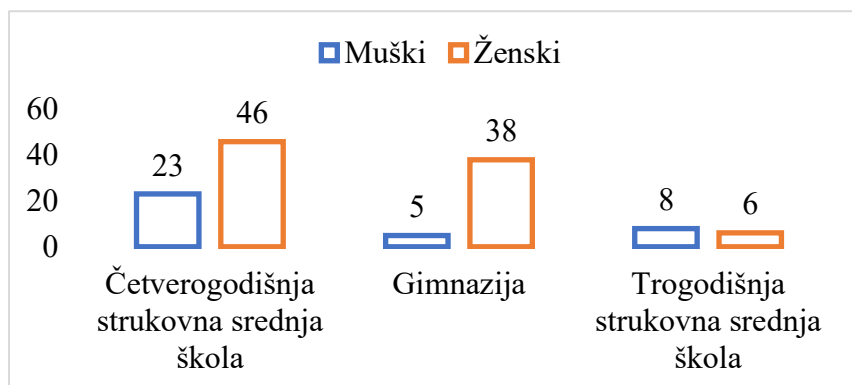 Muški Ženski
60
40
20
0
23 46
5 38
8 6
Četverogodišnja
strukovna srednja
škola
Gimnazija
Trogodišnja
strukovna srednja
škola